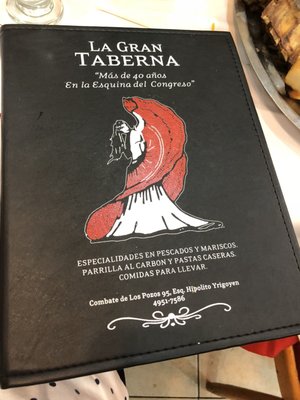 LA GRAN
TABERNA
"Más de 40 años
En la Esquina del Congreso"
ESPECIALIDADES EN PESCADOS Y MARISCOS.
PARRILLA AL CARBON Y PASTAS CASERAS.
COMIDAS PARA LLEVAR.
Combate de Los Pozos 95, Esq. Hipólito Yrigoyen
4951-7586